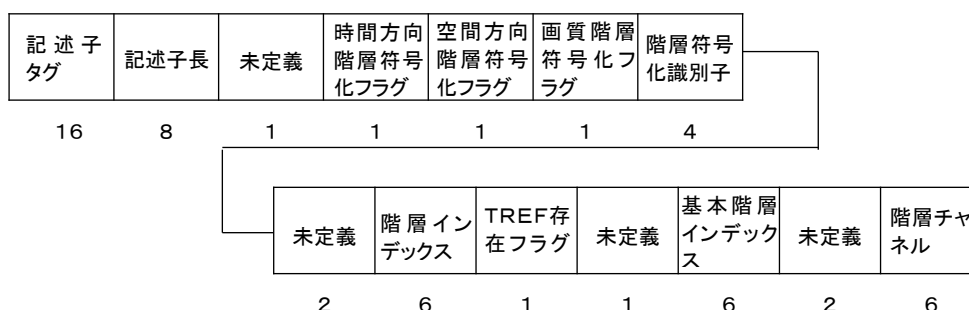 記述子
タグ
記述子長
未定義
時間方向
階層符号
化フラグ
空間方向
階層符号
化フラグ
画質階層
符号化フ
ラグ
階層符号
化識別子
16 8 1 1 1 1 4
未定義
階層イン
デックス
TREF存
在フラグ
未定義
基本階層
インデック
ス
未定義
階層チャ
ネル
2 6 1 1 6 2 6